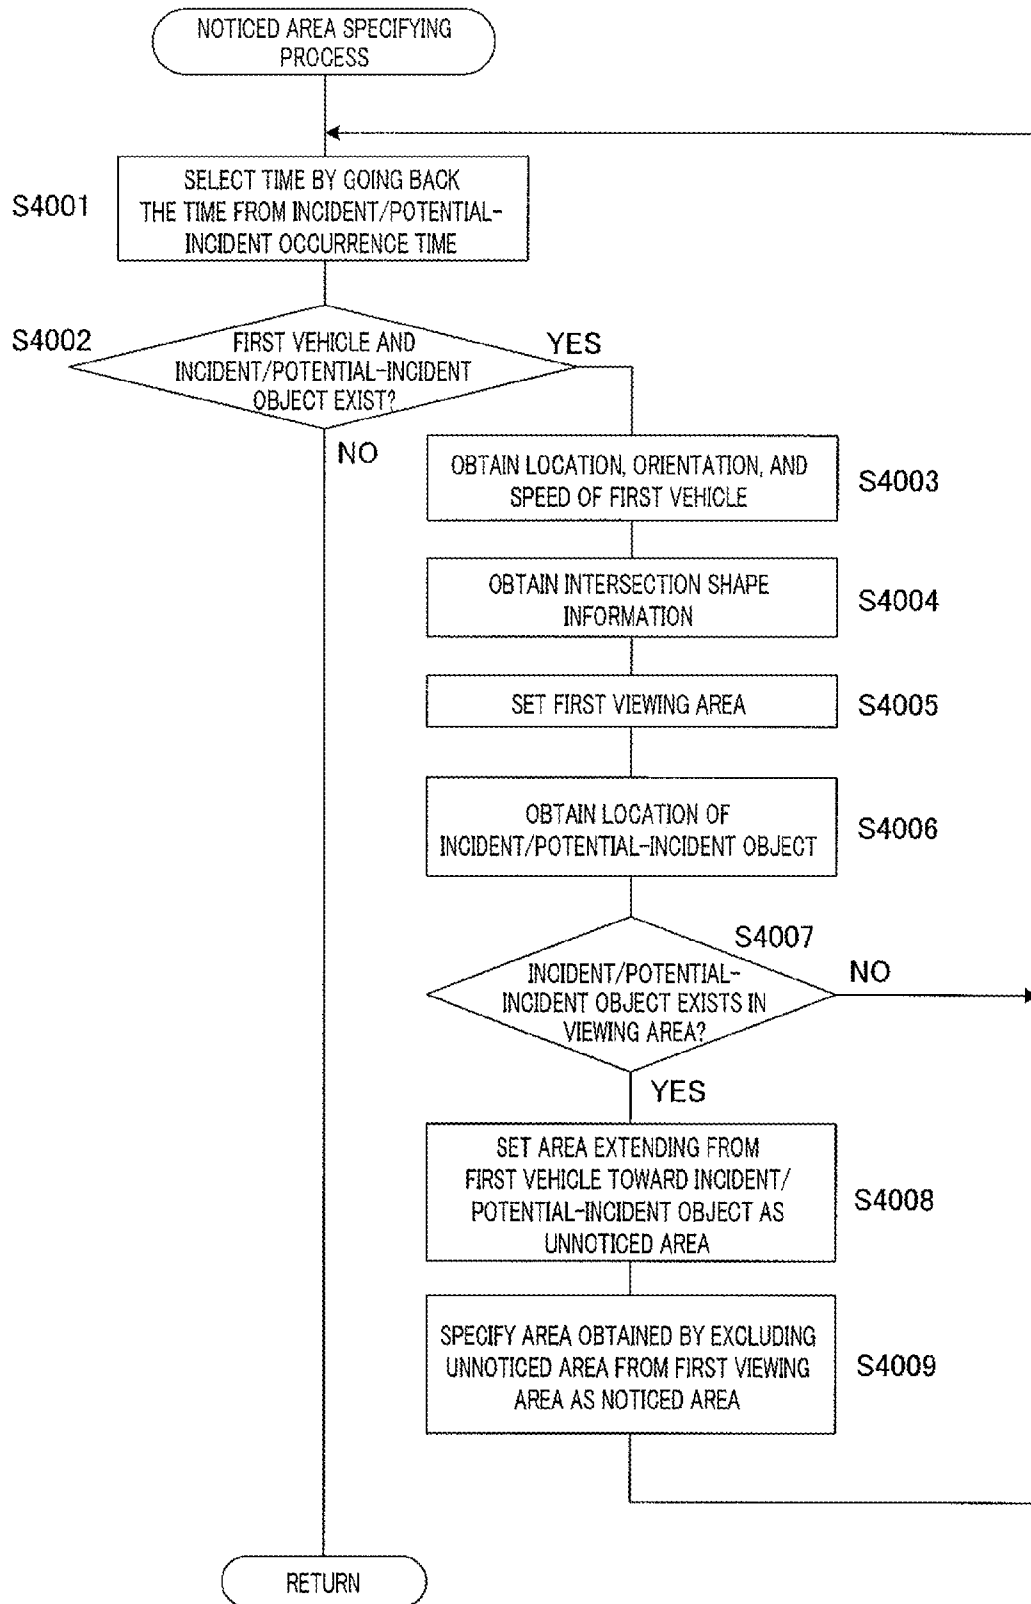 NOTICED AREA SPECIFYING
PROCESS
S4001
SELECT TIME BY GOING BACK
THE TIME FROM INCIDENT/POTENTIAL-
INCIDENT OCCURRENCE TIME
S4002
FIRST VEHICLE AND
INCIDENT/POTENTIAL-INCIDENT
OBJECT EXIST?
YES
NO
OBTAIN LOCATION, ORIENTATION, AND
SPEED OF FIRST VEHICLE
S4003
OBTAIN INTERSECTION SHAPE
INFORMATION
S4004
SET FIRST VIEWING AREA
S4005
OBTAIN LOCATION OF
INCIDENT/POTENTIAL-INCIDENT OBJECT
S4006
S4007
INCIDENT/POTENTIAL-
INCIDENT OBJECT EXISTS IN
VIEWING AREA?
NO
YES
SET AREA EXTENDING FROM
FIRST VEHICLE TOWARD INCIDENT/
POTENTIAL-INCIDENT OBJECT AS
UNNOTICED AREA
S4008
SPECIFY AREA OBTAINED BY EXCLUDING
UNNOTICED AREA FROM FIRST VIEWING
AREA AS NOTICED AREA
S4009
RETURN